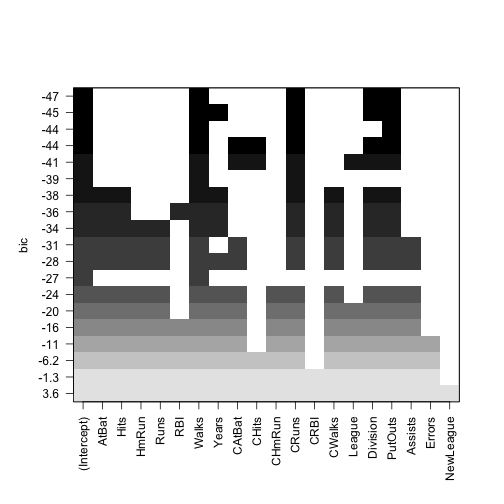 bic
-47
-45
-44
-44
-41
-39
-38
-36
-34
-31
-28
-27
-24
-20
-16
-11
-6.2
-1.3
3.6
(Intercept)
AtBat
Hits
HmRun
Runs
RBI
Walks
Years
CAtBat
CHits
CHmRun
CRuns
CRBI
CWalks
League
Division
PutOuts
Assists
Errors
NewLeague